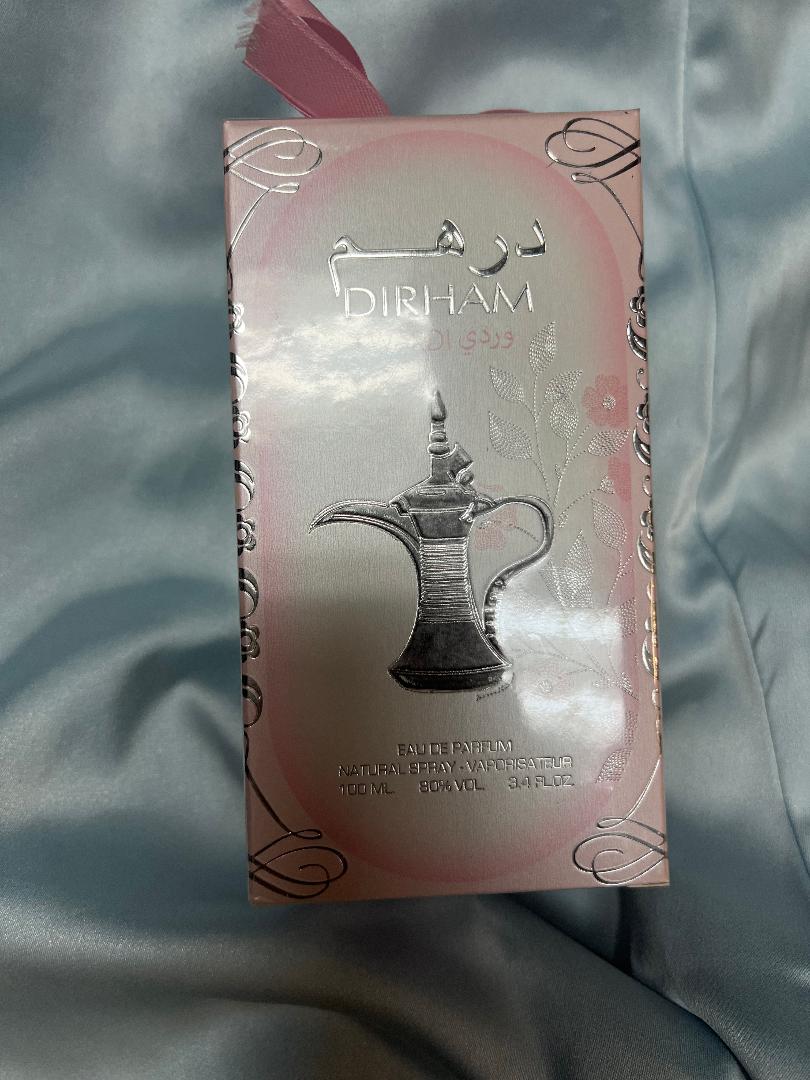 درهم
DIRHAM
وردي
EAU DE PARFUM
NATURAL SPRAY - VAPORISATEUR
100 ML. 80% VOL. 3.4 FL.OZ.